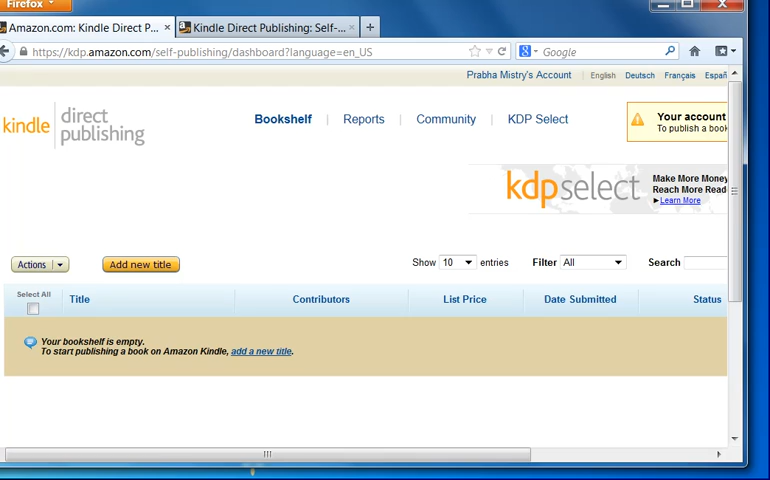 Firefox
Amazon.com: Kindle Direct P... × Kindle Direct Publishing: Self-... × +
https://kdp.amazon.com/self-publishing/dashboard?language=en_US Google
Prabha Mistry's Account English Deutsch Français Españ
kindle direct publishing
Bookshelf | Reports | Community | KDP Select
Your account
To publish a book
kdpselect
Make More Money
Reach More Read
►Learn More
Actions Add new title Show 10 entries Filter All Search
Select All Title Contributors List Price Date Submitted Status
Your bookshelf is empty.
To start publishing a book on Amazon Kindle, add a new title.